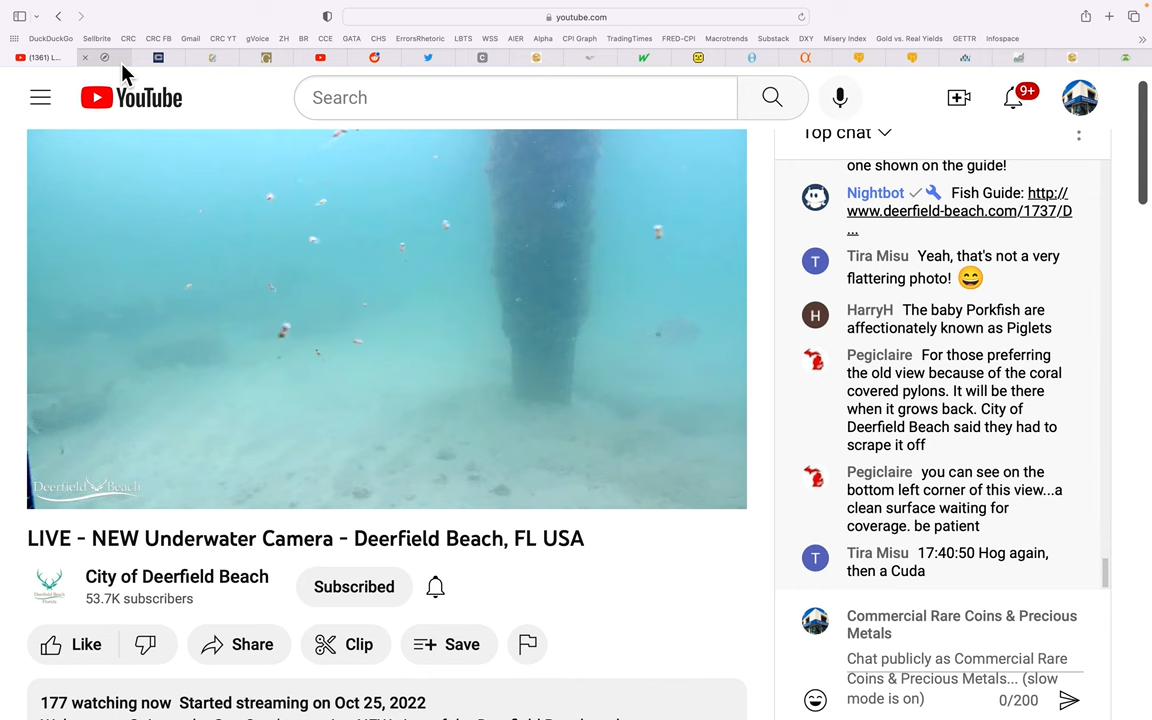 youtube.com
DuckDuckGo Sellbrite CRC CRC FB Gmail CRC YT gVoice ZH BR CCE GATA CHS ErrorsRhetoric LBTS WSS AIER Alpha CPI Graph TradingTimes FRED-CPI Macrotrends Substack DXY Misery Index Gold vs. Real Yields GETTR Infospace
(1361) L...
YouTube
Search
9+
Top chat
one shown on the guide!
Nightbot Fish Guide: http://
www.deerfield-beach.com/1737/D
...
Tira Misu Yeah, that's not a very
flattering photo!
HarryH The baby Porkfish are
affectionately known as Piglets
Pegiclaire For those preferring
the old view because of the coral
covered pylons. It will be there
when it grows back. City of
Deerfield Beach said they had to
scrape it off
Pegiclaire you can see on the
bottom left corner of this view...a
clean surface waiting for
coverage. be patient
Tira Misu 17:40:50 Hog again,
then a Cuda
Commercial Rare Coins & Precious
Metals
Chat publicly as Commercial Rare
Coins & Precious Metals... (slow
mode is on)
0/200
Deerfield Beach
LIVE - NEW Underwater Camera - Deerfield Beach, FL USA
City of Deerfield Beach
53.7K subscribers
Subscribed
Like Share Clip Save
177 watching now Started streaming on Oct 25, 2022